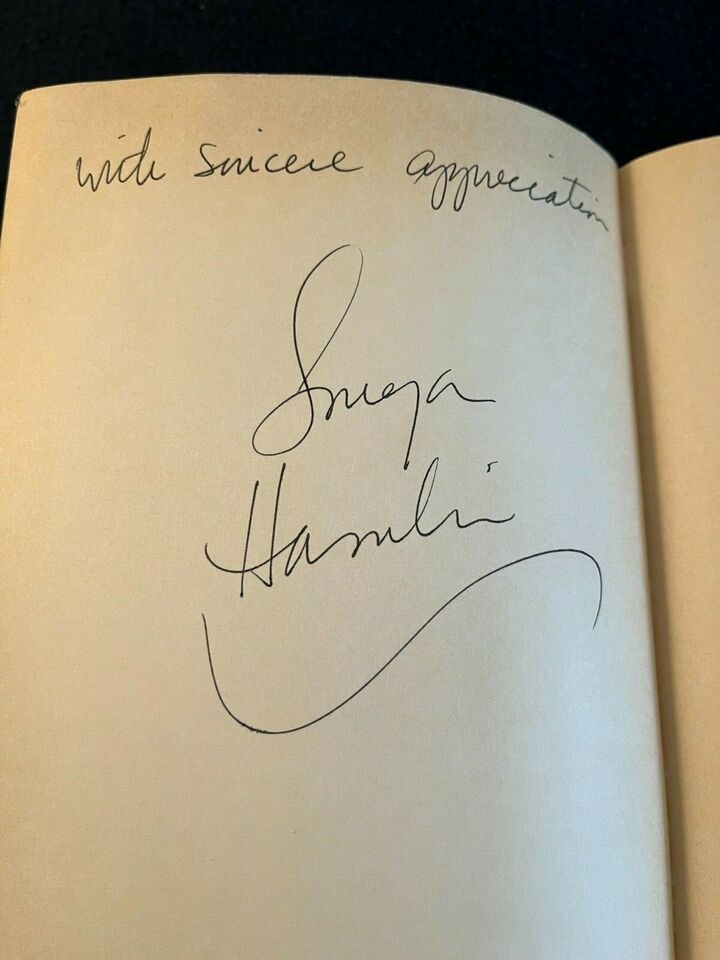 with sincere appreciation
Sonya
Hamlin